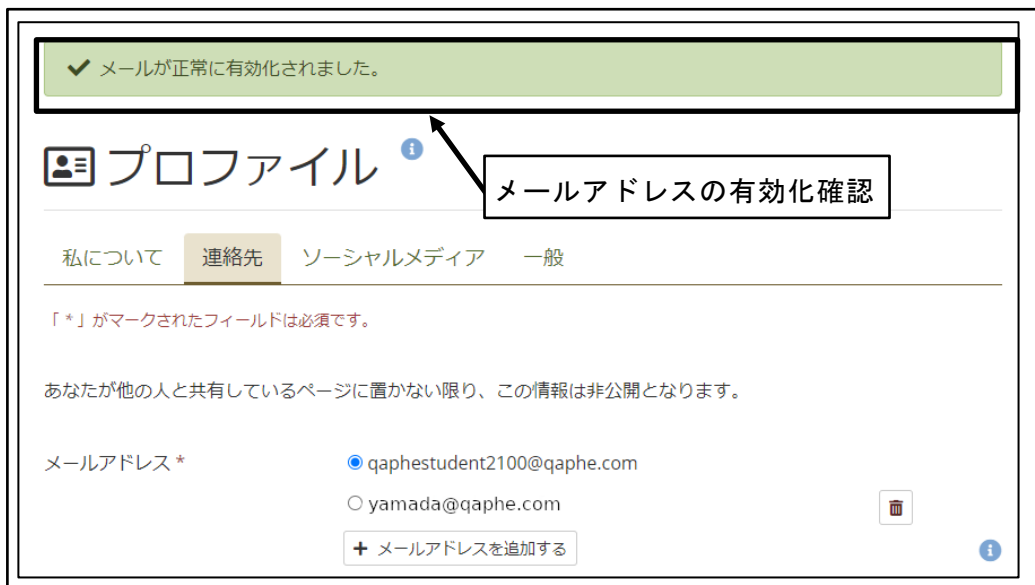 メールが正常に有効化されました。
プロファイル
メールアドレスの有効化確認
私について 連絡先 ソーシャルメディア 一般
「 * 」がマークされたフィールドは必須です。
あなたが他の人と共有しているページに置かない限り、この情報は非公開となります。
メールアドレス *
qaphestudent2100@qaphe.com
yamada@qaphe.com
+ メールアドレスを追加する